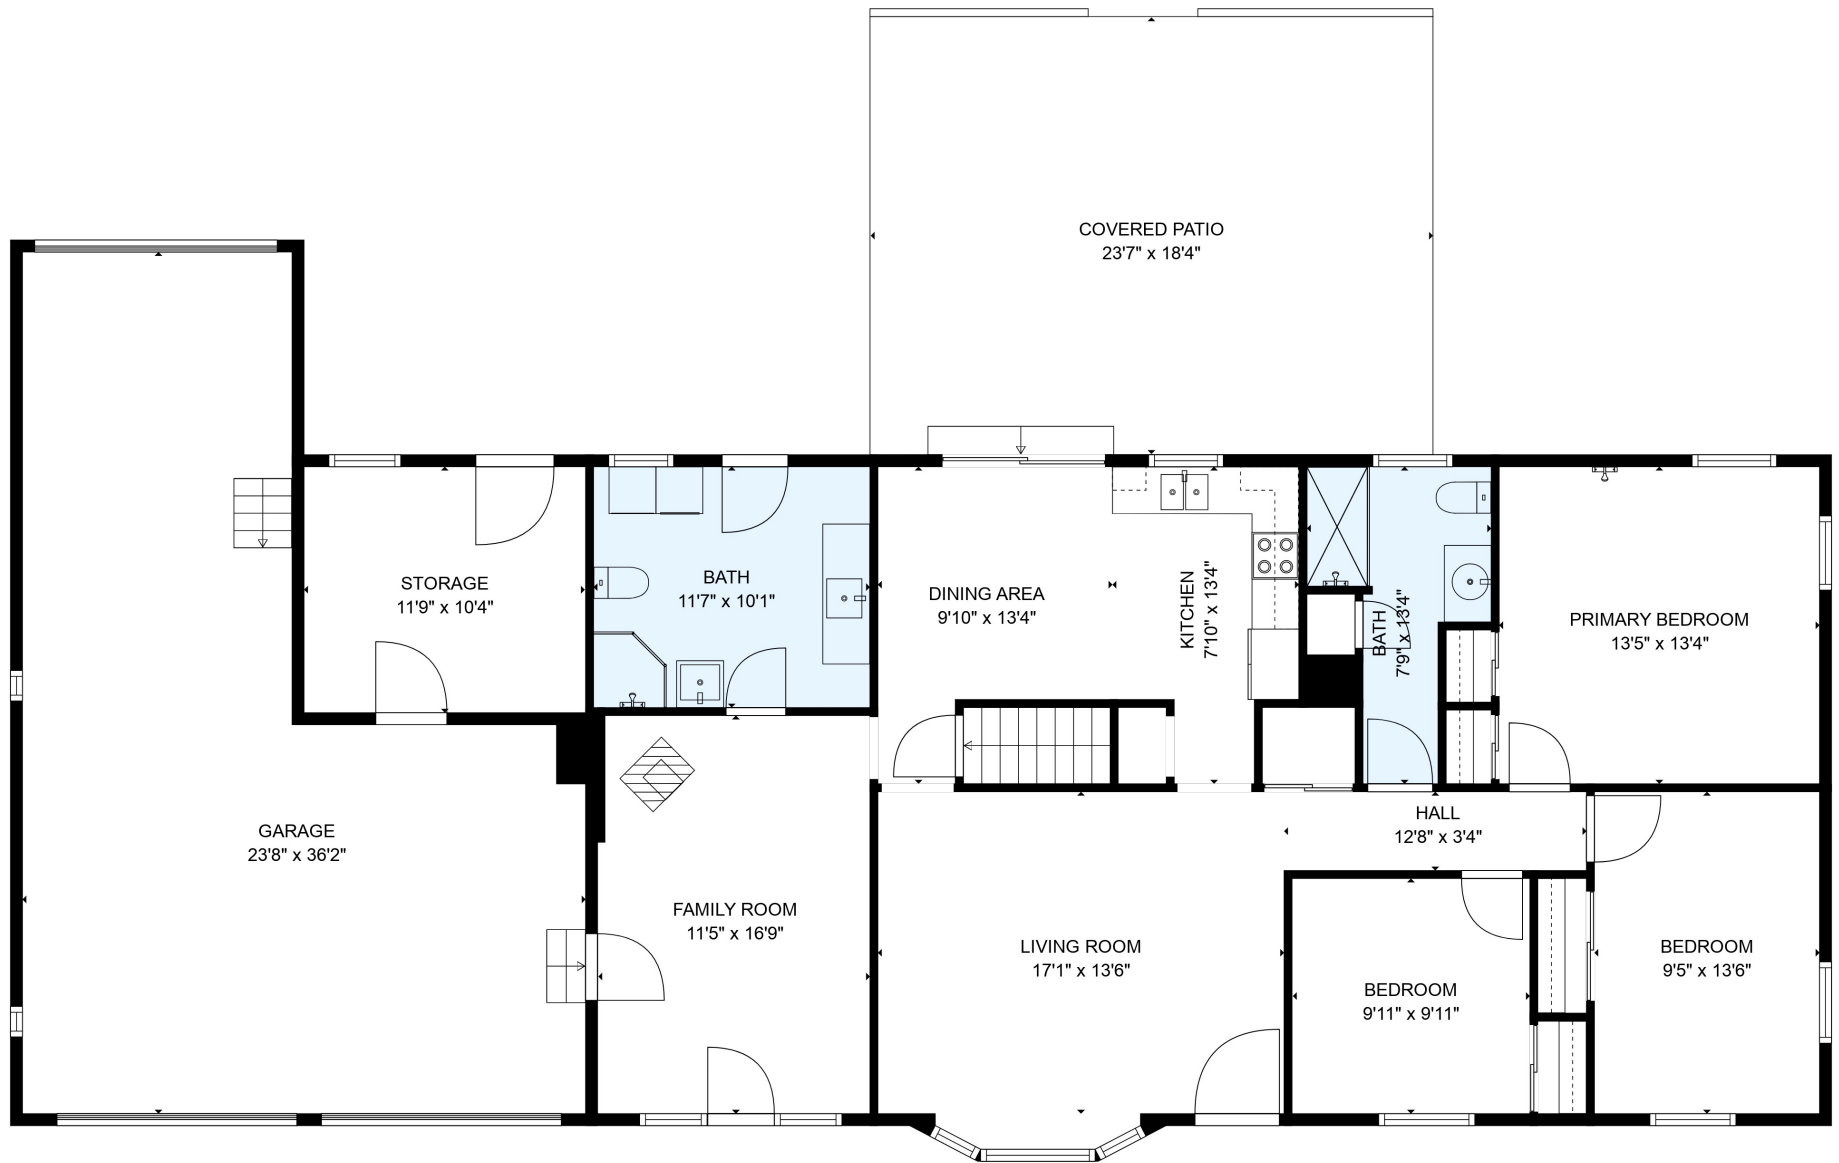 COVERED PATIO
23'7" x 18'4"
STORAGE
11'9" x 10'4"
BATH
11'7" x 10'1"
DINING AREA
9'10" x 13'4"
KITCHEN
7'10" x 13'4"
BATH
7'9" x 13'4"
PRIMARY BEDROOM
13'5" x 13'4"
GARAGE
23'8" x 36'2"
HALL
12'8" x 3'4"
FAMILY ROOM
11'5" x 16'9"
LIVING ROOM
17'1" x 13'6"
BEDROOM
9'11" x 9'11"
BEDROOM
9'5" x 13'6"